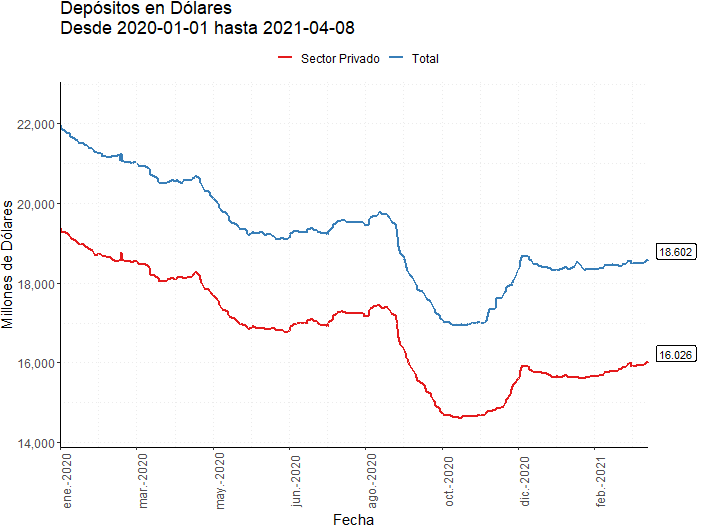 Depósitos en Dólares
Desde 2020-01-01 hasta 2021-04-08
Sector Privado Total
Millones de Dólares
22,000
20,000
18,000
16,000
14,000
18.602
16.026
ene.-2020 mar.-2020 may.-2020 jun.-2020 ago.-2020 oct.-2020 dic.-2020 feb.-2021
Fecha